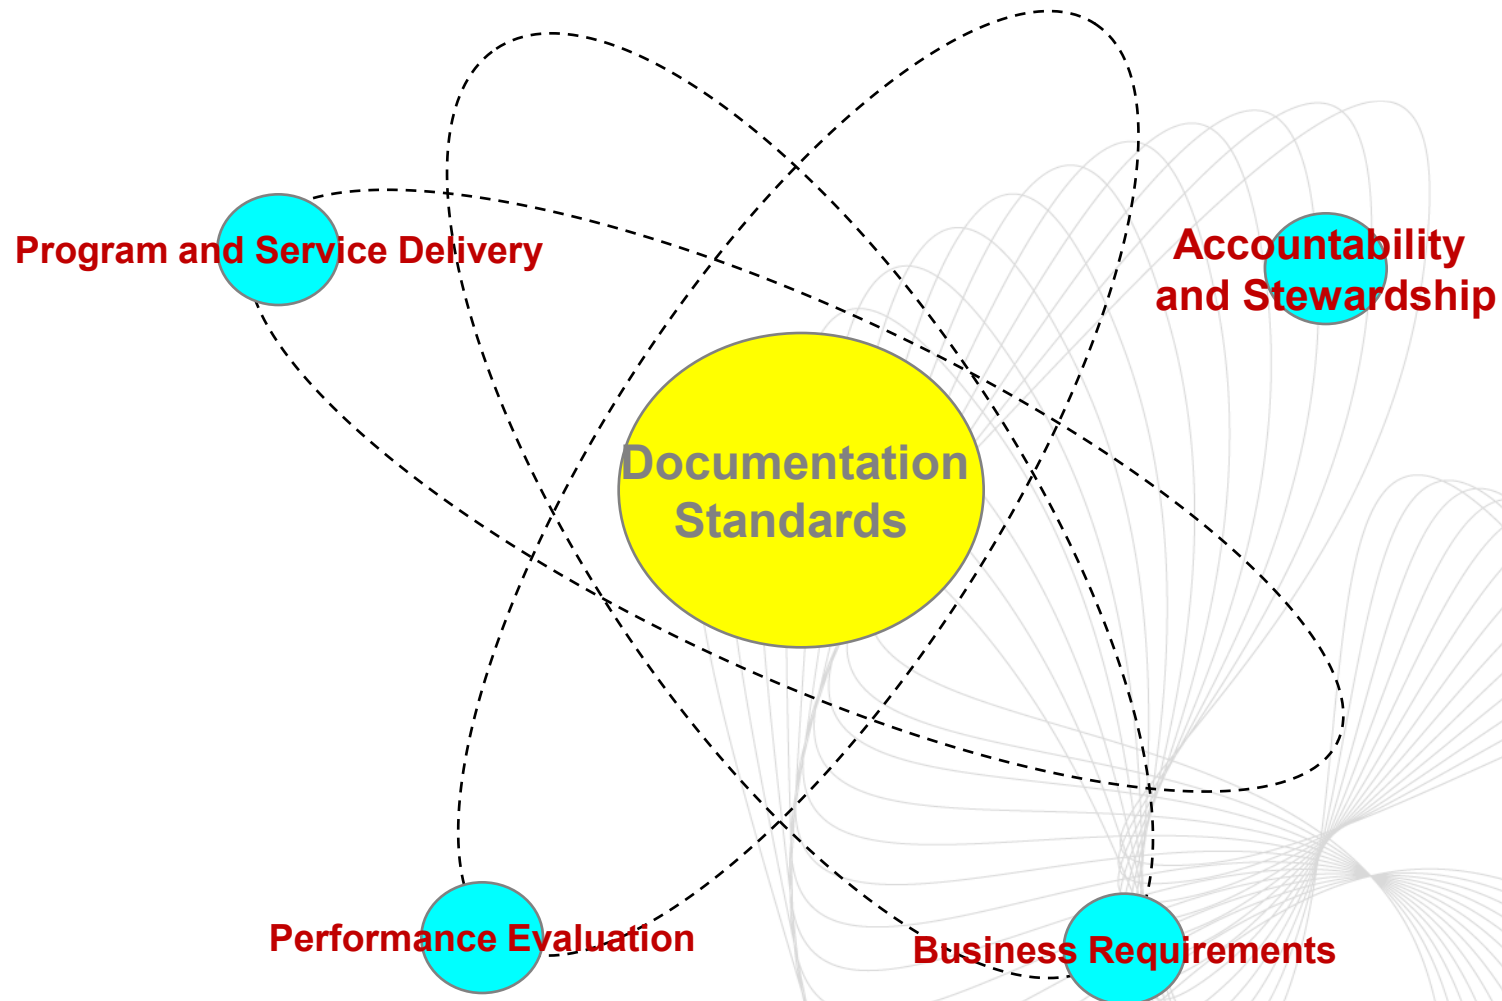 Program and Service Delivery
Accountability
and Stewardship
Documentation
Standards
Performance Evaluation
Business Requirements